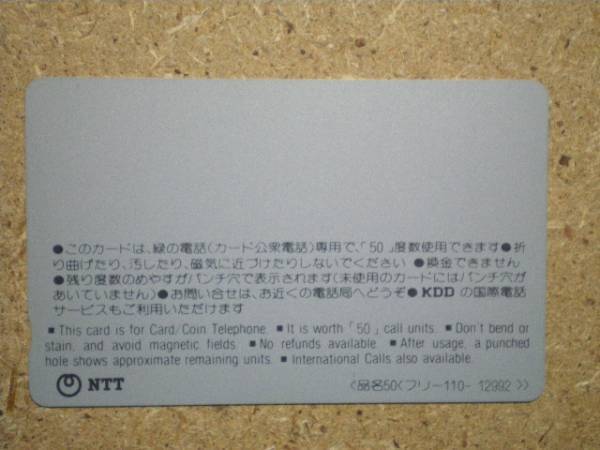 ●このカードは、緑の電話(カード公衆電話)専用で、「50」度数使用できます●折
り曲げたり、汚したり、磁気に近づけたりしないでください ●換金できません
●残り度数のめやすがパンチ穴で表示されます(未使用のカードにはパンチ穴が
あいていません)●お問い合せは、お近くの電話局へどうぞ● KDD の国際電話
サービスもご利用いただけます
■ This card is for Card/Coin Telephone. ■ It is worth「50」call units. ■ Don't bend or
stain, and avoid magnetic fields. ■ No refunds available. ■ After usage, a punched
hole shows approximate remaining units. ■ International Calls also available.
NTT
〈品名50〈フリー110- 12992 》〉